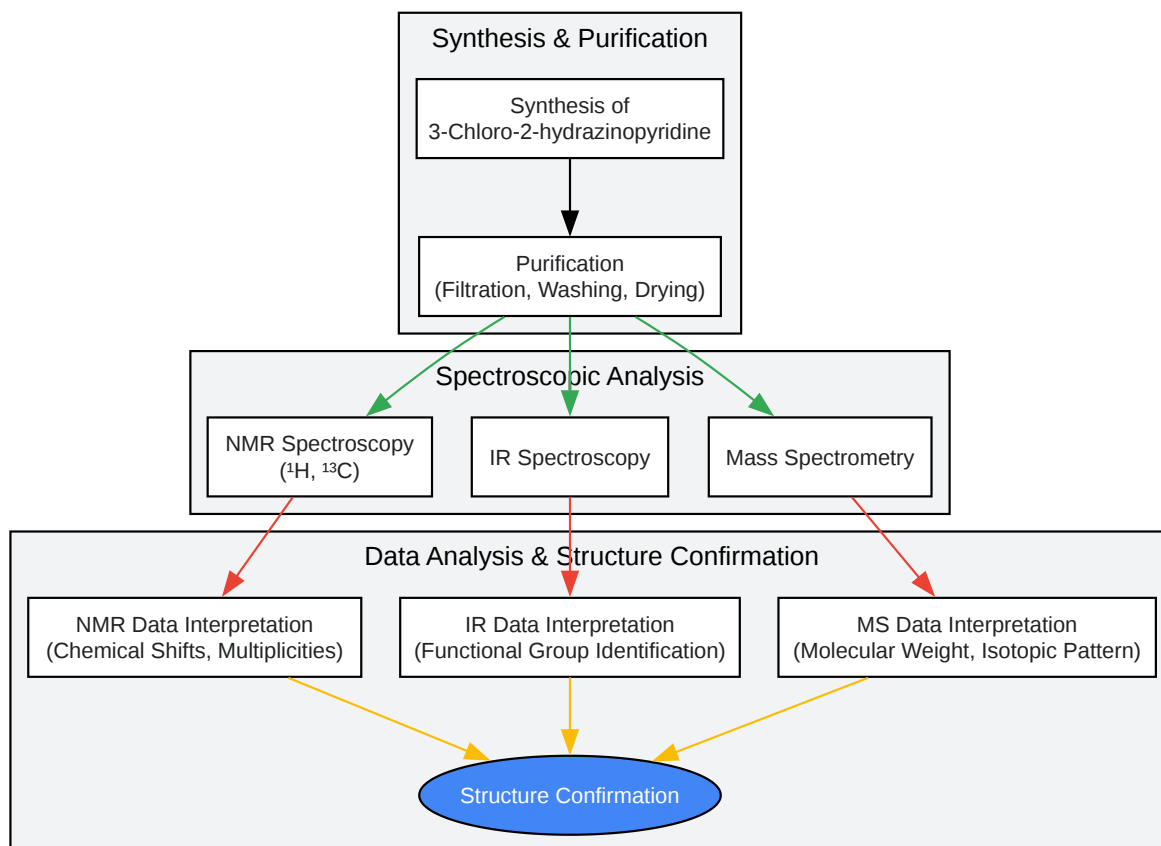 Synthesis & Purification
Synthesis of
3-Chloro-2-hydrazinopyridine
Purification
(Filtration, Washing, Drying)
Spectroscopic Analysis
NMR Spectroscopy
(¹H, ¹³C)
IR Spectroscopy
Mass Spectrometry
Data Analysis & Structure Confirmation
NMR Data Interpretation
(Chemical Shifts, Multiplicities)
IR Data Interpretation
(Functional Group Identification)
MS Data Interpretation
(Molecular Weight, Isotopic Pattern)
Structure Confirmation